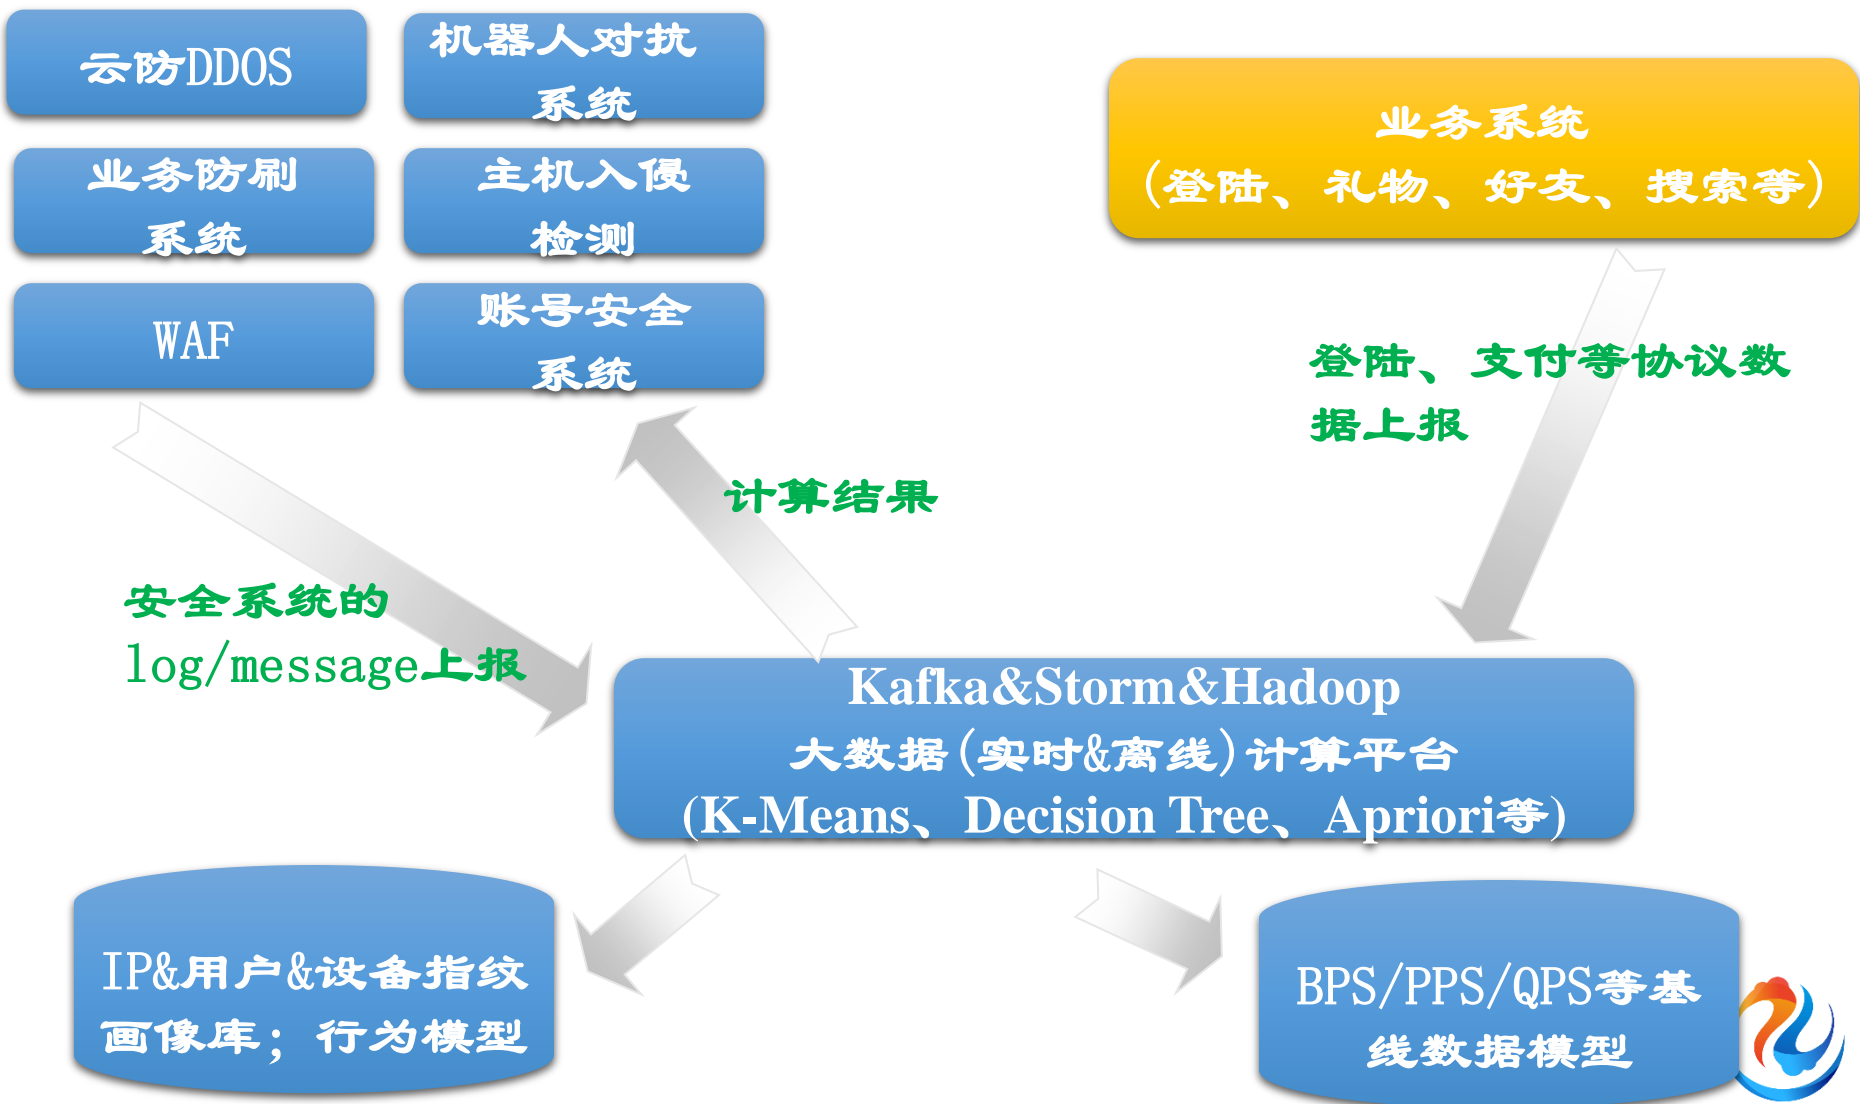 云防DDOS
机器人对抗
系统
业务防刷
系统
主机入侵
检测
WAF
账号安全
系统
业务系统
(登陆、礼物、好友、搜索等)
登陆、支付等协议数
据上报
计算结果
安全系统的
log/message上报
Kafka&Storm&Hadoop
大数据(实时&离线)计算平台
(K-Means、Decision Tree、Apriori等)
IP&用户&设备指纹
画像库；行为模型
BPS/PPS/QPS等基
线数据模型